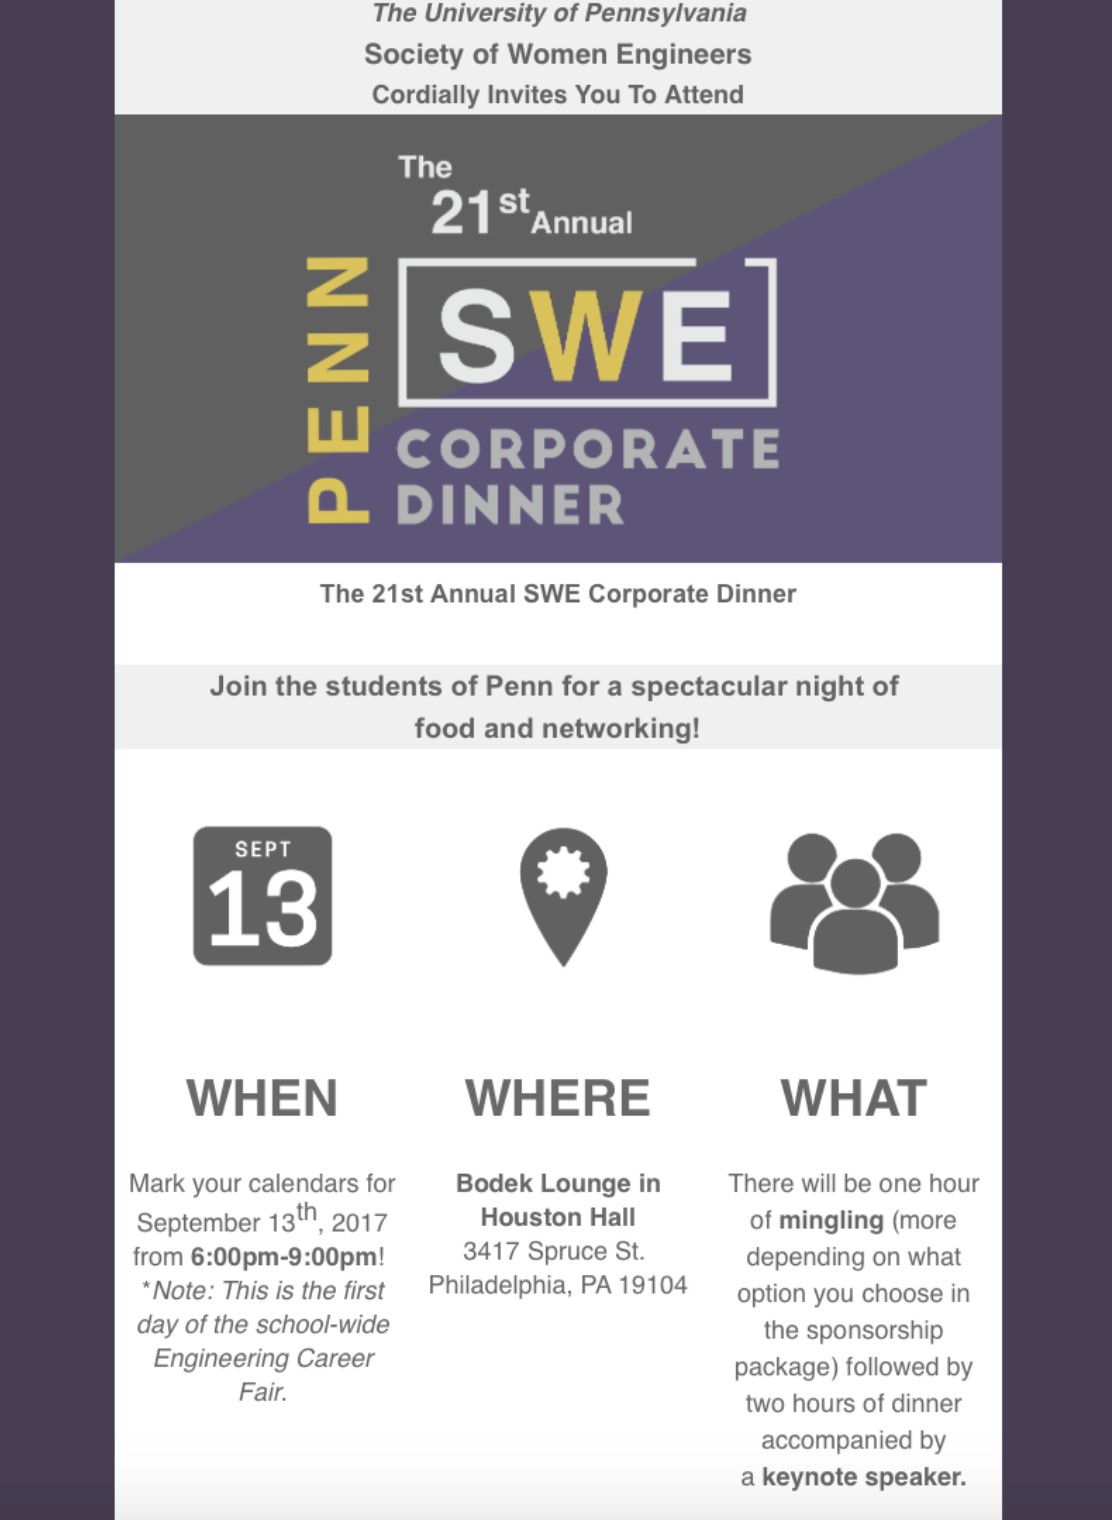 The University of Pennsylvania
Society of Women Engineers
Cordially Invites You To Attend
The
21st Annual
PENN
SWE
CORPORATE
DINNER
The 21st Annual SWE Corporate Dinner
Join the students of Penn for a spectacular night of
food and networking!
SEPT
13
WHEN
Mark your calendars for
September 13th, 2017
from 6:00pm-9:00pm!
*Note: This is the first
day of the school-wide
Engineering Career
Fair.
WHERE
Bodek Lounge in
Houston Hall
3417 Spruce St.
Philadelphia, PA 19104
WHAT
There will be one hour
of mingling (more
depending on what
option you choose in
the sponsorship
package) followed by
two hours of dinner
accompanied by
a keynote speaker.